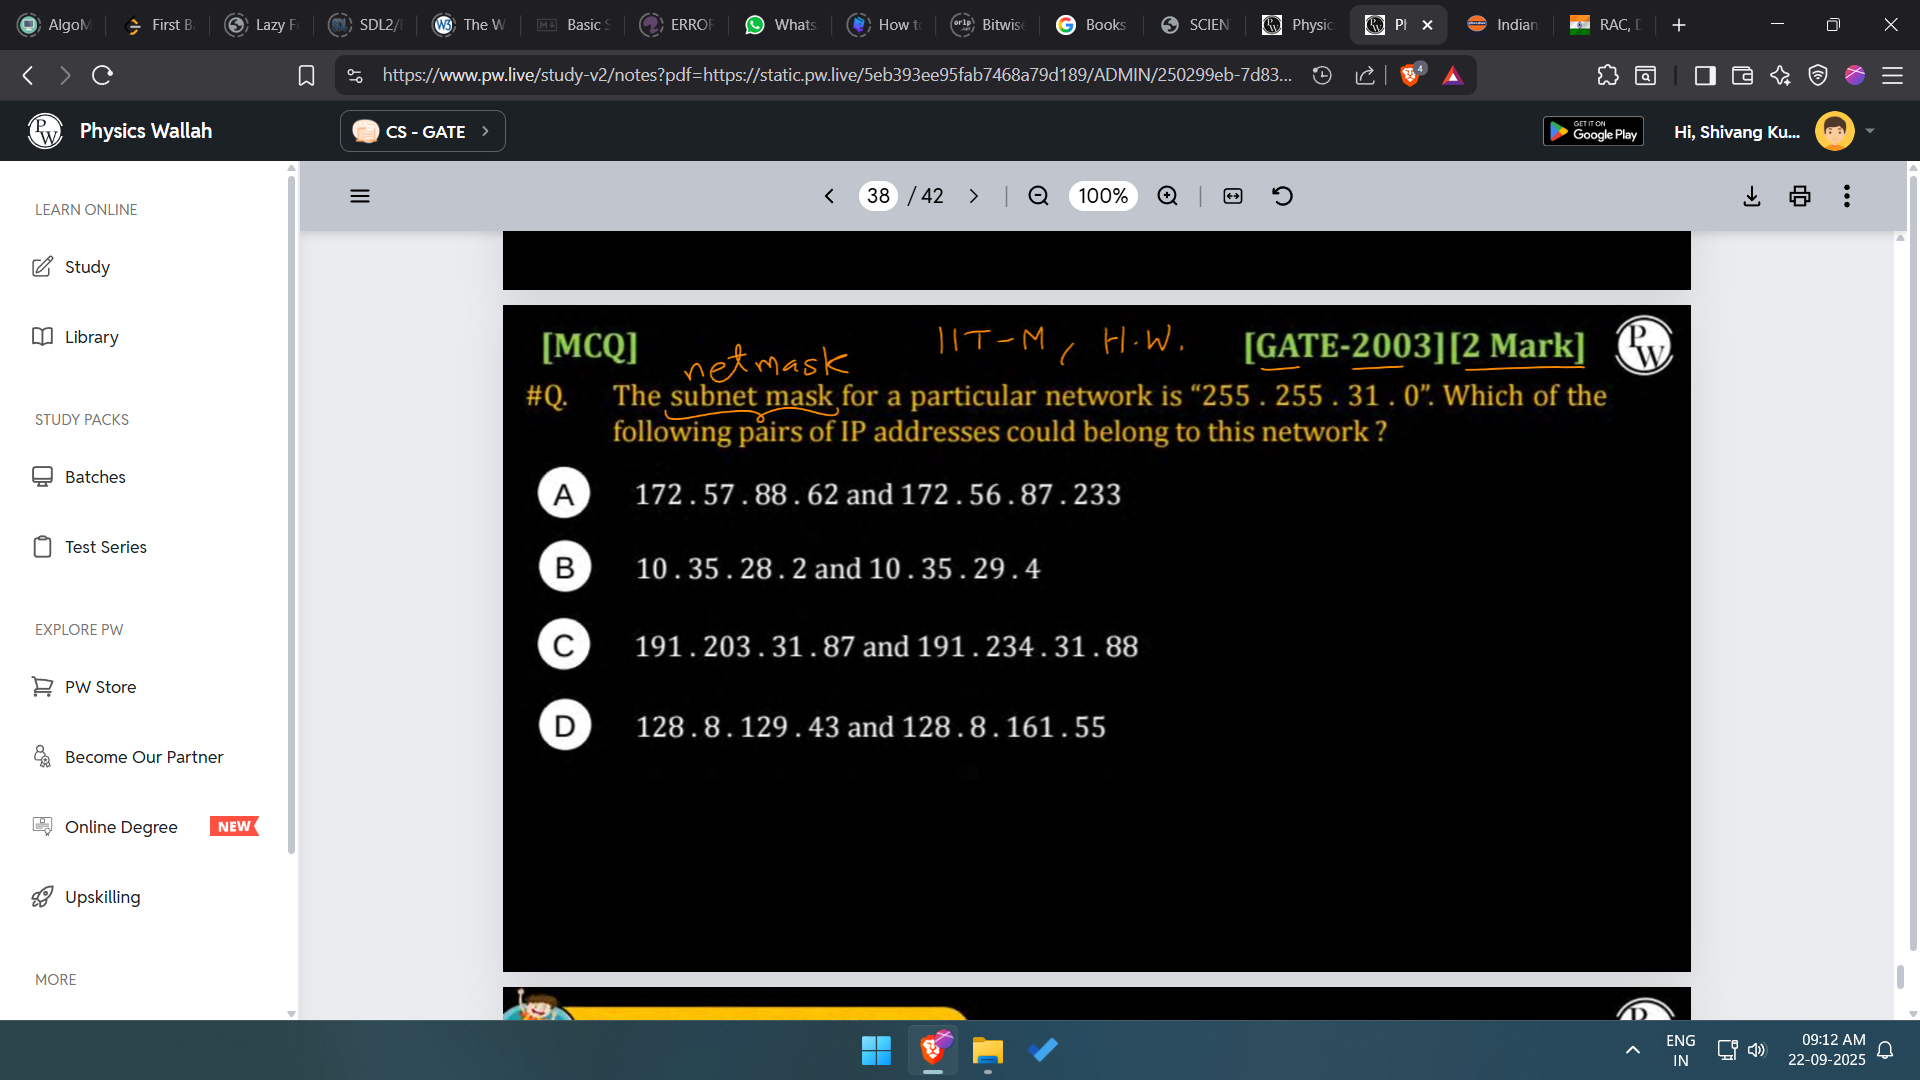 AlgoM
First B
Lazy F
SDL2/
The W
Basic S
ERROR
Whats
How t
Bitwise
Books
SCIEN
Physic
Pl
Indian
RAC, D
https://www.pw.live/study-v2/notes?pdf=https://static.pw.live/5eb393ee95fab7468a79d189/ADMIN/250299eb-7d83...
4
PW
Physics Wallah
CS - GATE
GET IT ON
Google Play
Hi, Shivang Ku...
LEARN ONLINE
Study
Library
STUDY PACKS
Batches
Test Series
EXPLORE PW
PW Store
Become Our Partner
Online Degree NEW
Upskilling
MORE
38 / 42
100%
[MCQ]
IIT-M, H.W.
[GATE-2003][2 Mark]
PW
netmask
#Q. The subnet mask for a particular network is “255 . 255 . 31 . 0”. Which of the
following pairs of IP addresses could belong to this network ?
A 172 . 57 . 88 . 62 and 172 . 56 . 87 . 233
B 10 . 35 . 28 . 2 and 10 . 35 . 29 . 4
C 191 . 203 . 31 . 87 and 191 . 234 . 31 . 88
D 128 . 8 . 129 . 43 and 128 . 8 . 161 . 55
ENG
IN
09:12 AM
22-09-2025